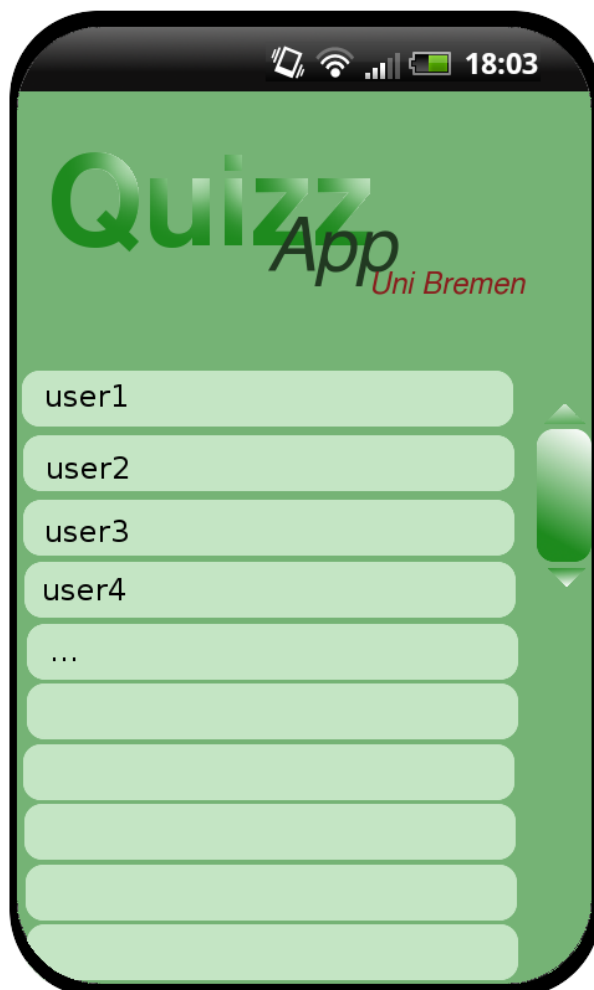 18:03
Quizz
App
Uni Bremen
user1
user2
user3
user4
...